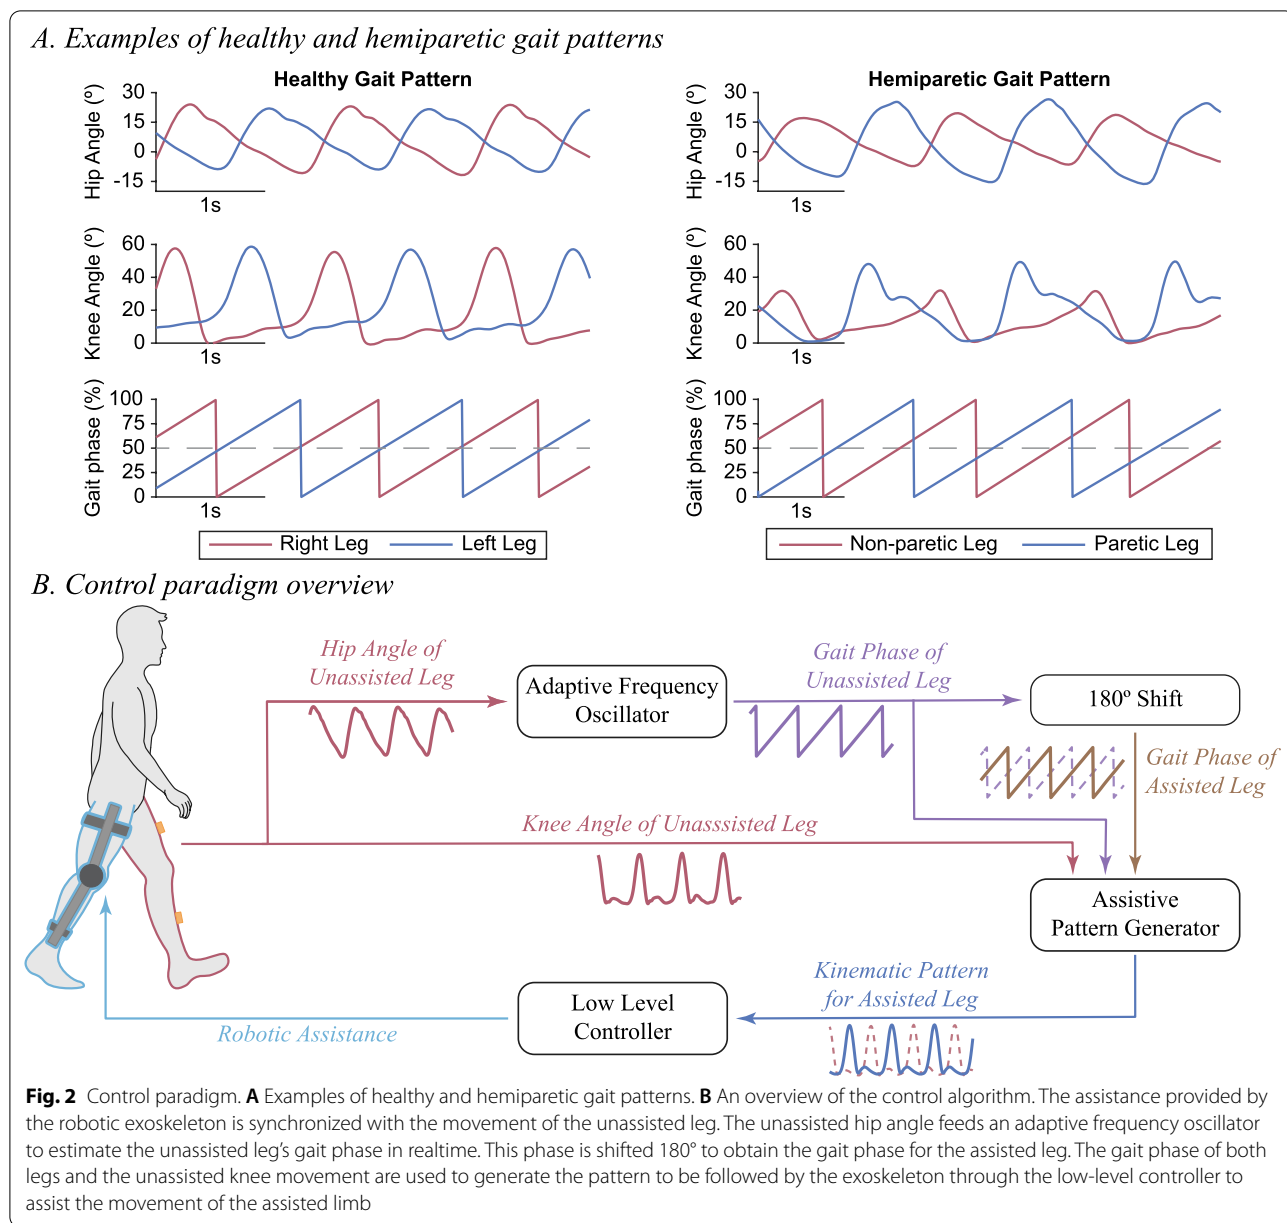 A. Examples of healthy and hemiparetic gait patterns
Healthy Gait Pattern
Hip Angle (º)
30
15
0
-15
1s
Knee Angle (º)
60
40
20
0
1s
Gait phase (%)
100
75
50
25
0
1s
Right Leg
Left Leg
Hemiparetic Gait Pattern
Hip Angle (º)
30
15
0
-15
1s
Knee Angle (º)
60
40
20
0
1s
Gait phase (%)
100
75
50
25
0
1s
Non-paretic Leg
Paretic Leg
B. Control paradigm overview
Hip Angle of
Unassisted Leg
Adaptive Frequency
Oscillator
Gait Phase of
Unassisted Leg
180º Shift
Gait Phase of
Assisted Leg
Knee Angle of Unasssisted Leg
Assistive
Pattern Generator
Kinematic Pattern
for Assisted Leg
Low Level
Controller
Robotic Assistance
Fig. 2 Control paradigm. A Examples of healthy and hemiparetic gait patterns. B An overview of the control algorithm. The assistance provided by
the robotic exoskeleton is synchronized with the movement of the unassisted leg. The unassisted hip angle feeds an adaptive frequency oscillator
to estimate the unassisted leg's gait phase in realtime. This phase is shifted 180° to obtain the gait phase for the assisted leg. The gait phase of both
legs and the unassisted knee movement are used to generate the pattern to be followed by the exoskeleton through the low-level controller to
assist the movement of the assisted limb